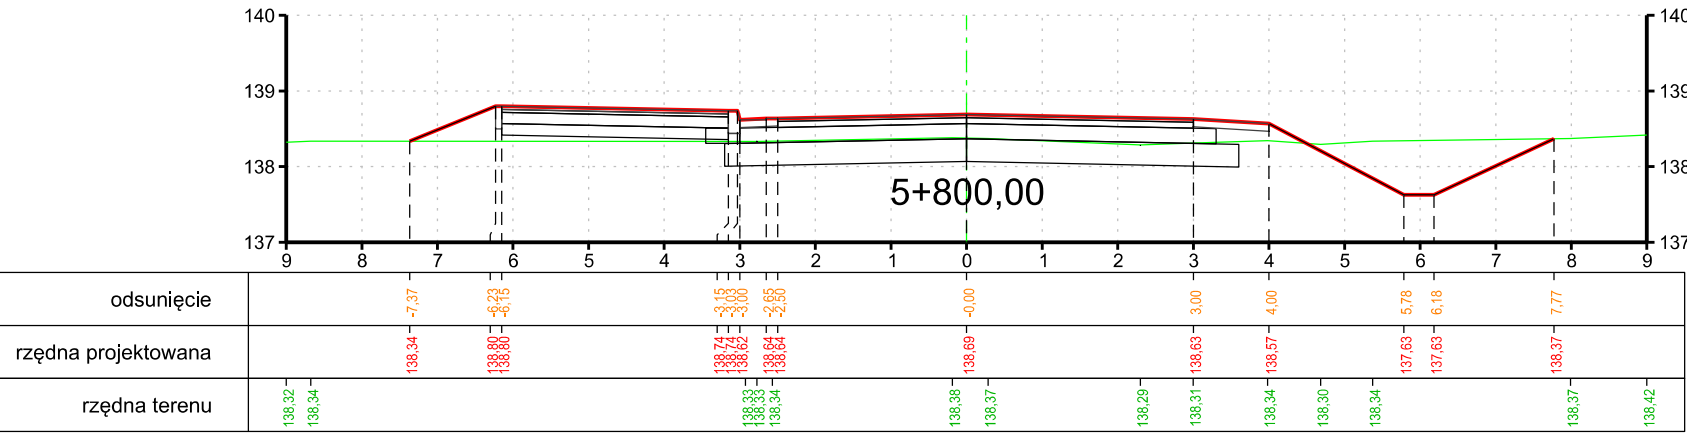 140 140
139 139
138 138
5+800,00
137 137
9 8 7 6 5 4 3 2 1 0 1 2 3 4 5 6 7 8 9
odsunięcie -7,37 -6,23 -6,15 -3,15 -3,03 -3,00 -2,65 -2,50 -0,00 3,00 4,00 5,78 6,18 7,77
rzędna projektowana 138,34 138,80 138,80 138,74 138,74 138,62 138,64 138,64 138,69 138,63 138,57 137,63 137,63 138,37
rzędna terenu 138,32 138,34 138,33 138,33 138,34 138,38 138,37 138,29 138,31 138,34 138,30 138,34 138,37 138,42